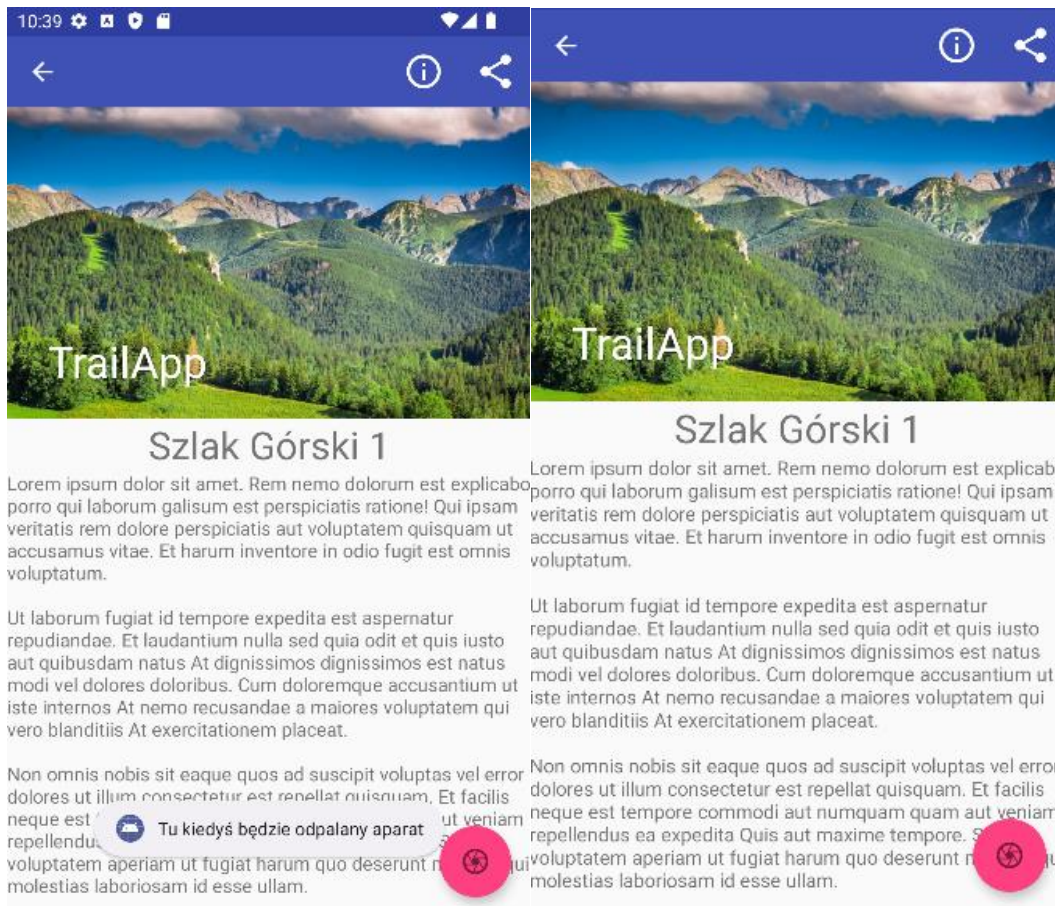 10:39
TrailApp
Szlak Górski 1
Lorem ipsum dolor sit amet. Rem nemo dolorum est explicabo
porro qui laborum galisum est perspiciatis ratione! Qui ipsam
veritatis rem dolore perspiciatis aut voluptatem quisquam ut
accusamus vitae. Et harum inventore in odio fugit est omnis
voluptatum.
Ut laborum fugiat id tempore expedita est aspernatur
repudiandae. Et laudantium nulla sed quia odit et quis iusto
aut quibusdam natus At dignissimos dignissimos est natus
modi vel dolores doloribus. Cum doloremque accusantium ut
iste internos At nemo recusandae a maiores voluptatem qui
vero blanditiis At exercitationem placeat.
Non omnis nobis sit eaque quos ad suscipit voluptas vel error
dolores ut illum consectetur est repellat quisquam. Et facilis
neque est ut veniam
Tu kiedyś będzie odpalany aparat
repellendus
voluptatem aperiam ut fugiat harum quo deserunt qui
molestias laboriosam id esse ullam.
TrailApp
Szlak Górski 1
Lorem ipsum dolor sit amet. Rem nemo dolorum est explicab
porro qui laborum galisum est perspiciatis ratione! Qui ipsam
veritatis rem dolore perspiciatis aut voluptatem quisquam ut
accusamus vitae. Et harum inventore in odio fugit est omnis
voluptatum.
Ut laborum fugiat id tempore expedita est aspernatur
repudiandae. Et laudantium nulla sed quia odit et quis iusto
aut quibusdam natus At dignissimos dignissimos est natus
modi vel dolores doloribus. Cum doloremque accusantium ut
iste internos At nemo recusandae a maiores voluptatem qui
vero blanditiis At exercitationem placeat.
Non omnis nobis sit eaque quos ad suscipit voluptas vel error
dolores ut illum consectetur est repellat quisquam. Et facilis
neque est tempore commodi aut numquam quam aut veniam
repellendus ea expedita Quis aut maxime tempore.
voluptatem aperiam ut fugiat harum quo deserunt
molestias laboriosam id esse ullam.